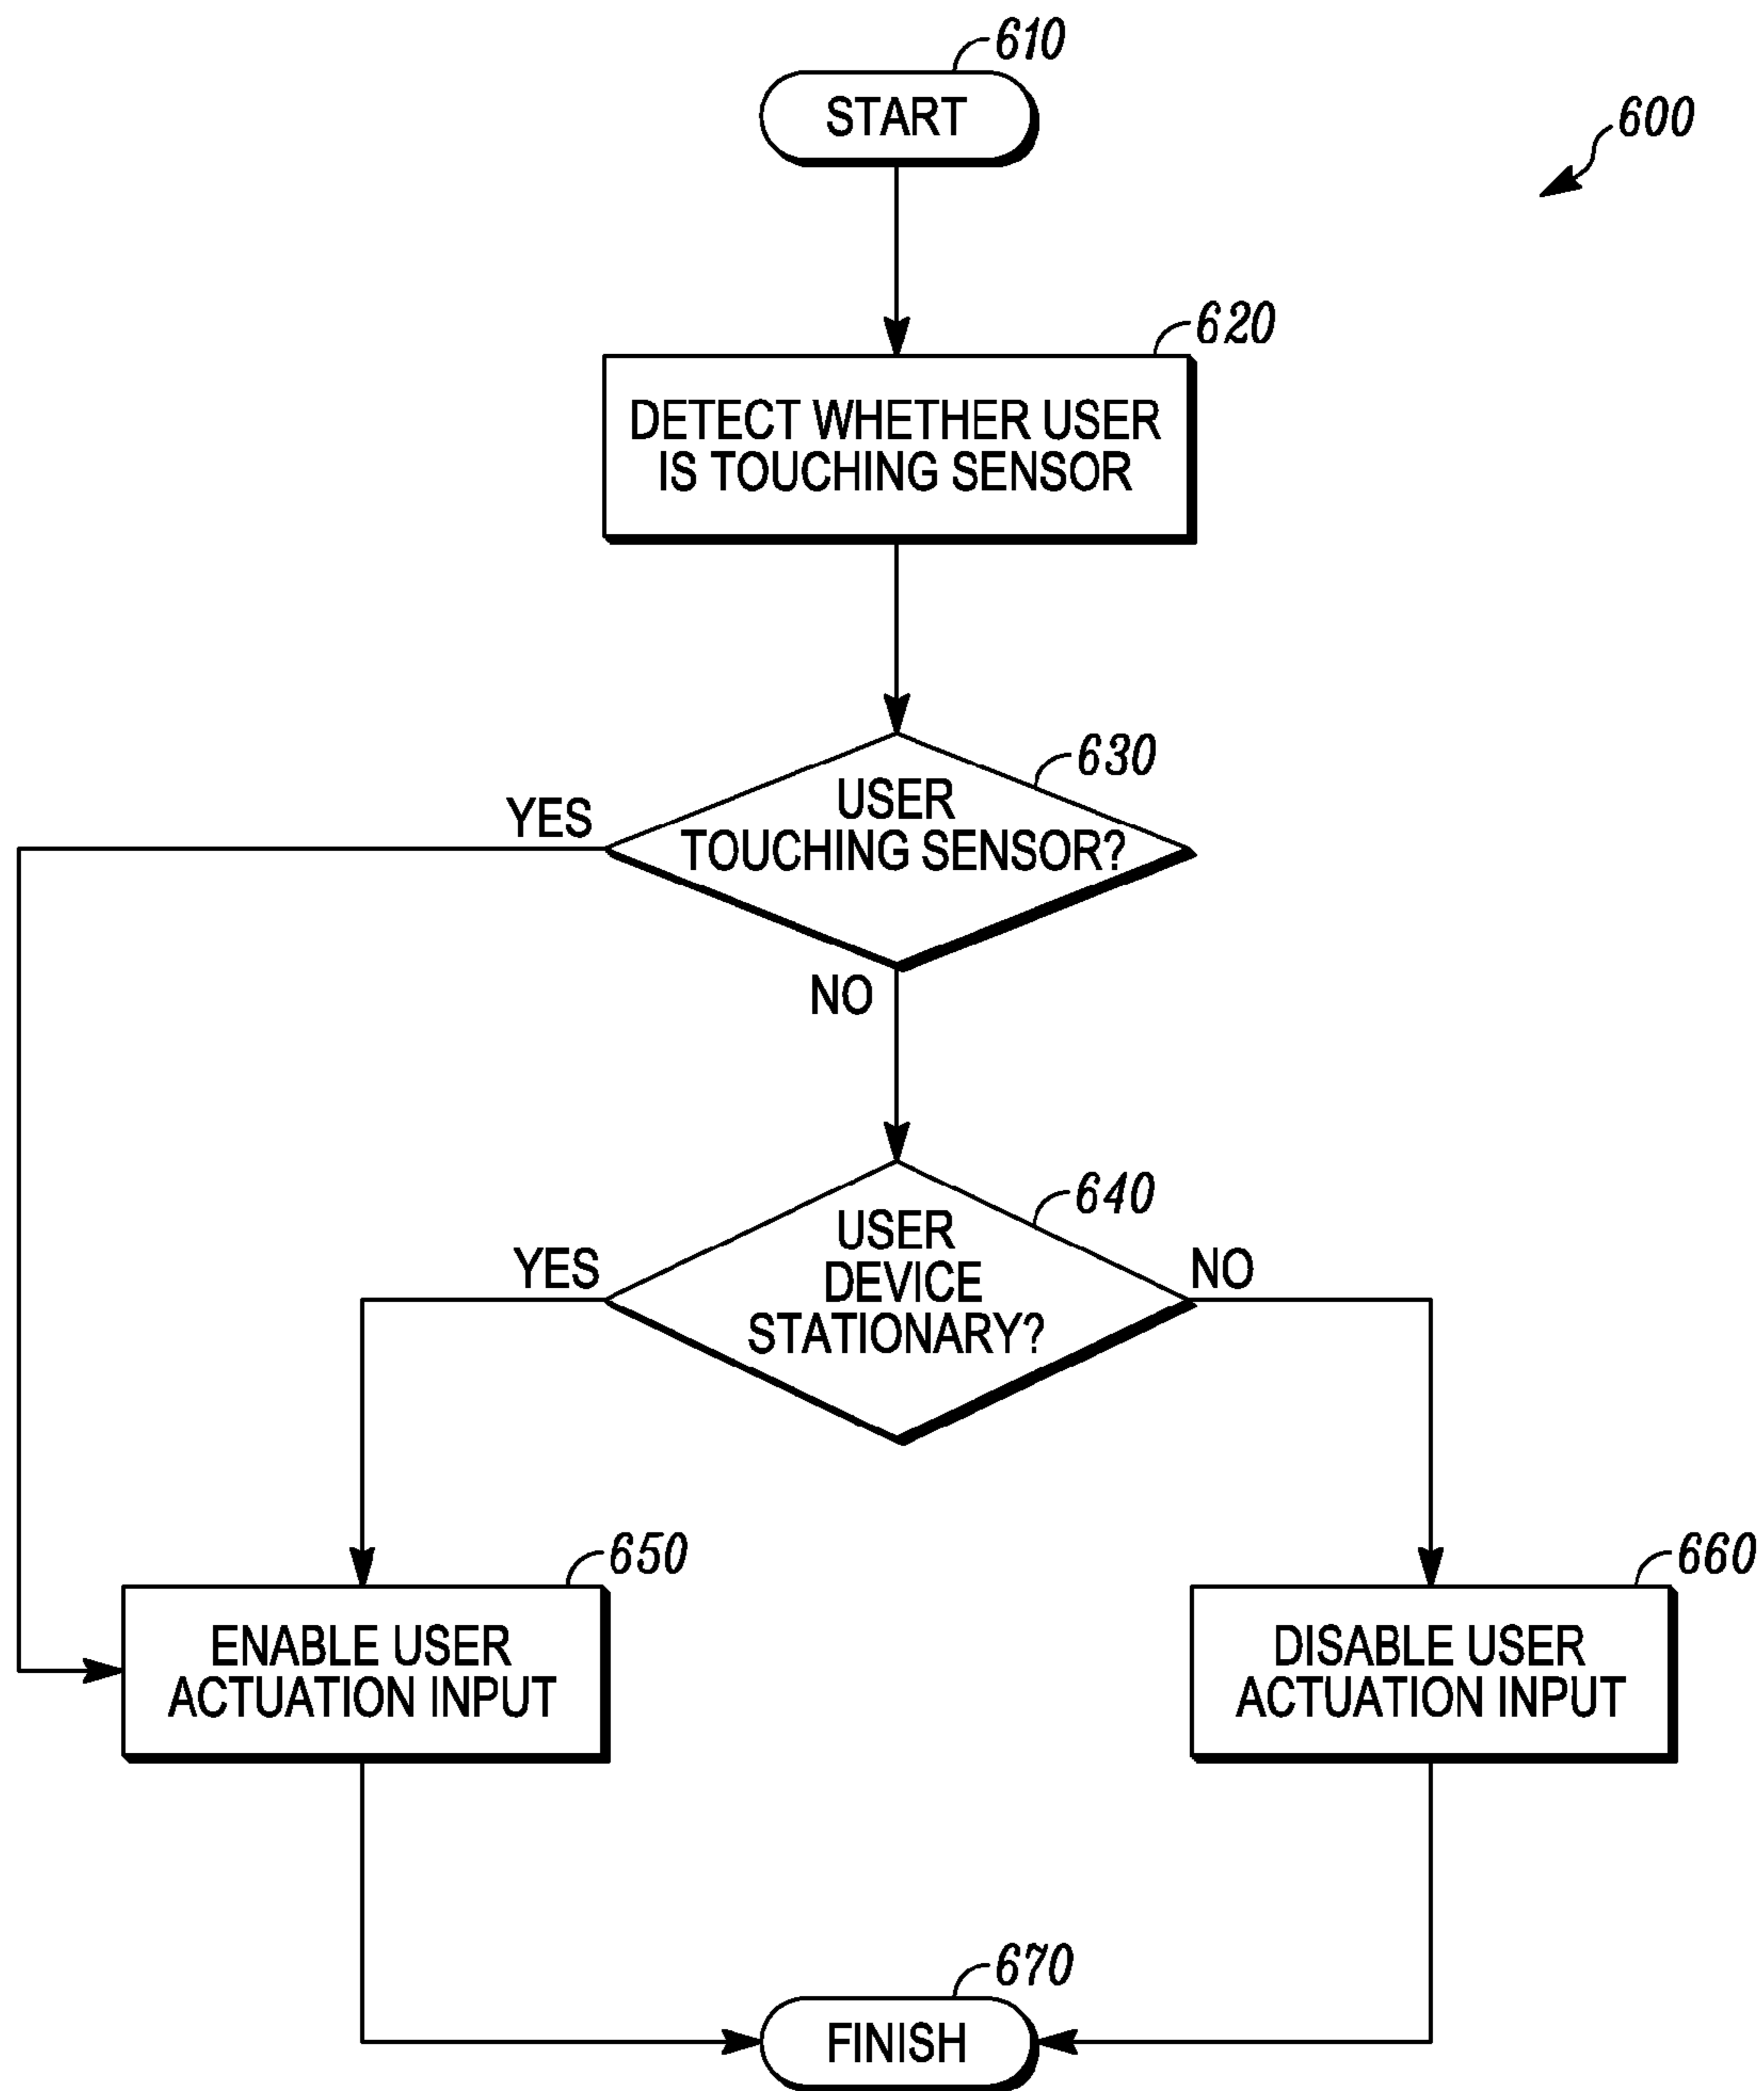 610
START
600
620
DETECT WHETHER USER
IS TOUCHING SENSOR
630
YES
USER
TOUCHING SENSOR?
NO
640
YES
USER
DEVICE
STATIONARY?
NO
650
ENABLE USER
ACTUATION INPUT
660
DISABLE USER
ACTUATION INPUT
670
FINISH